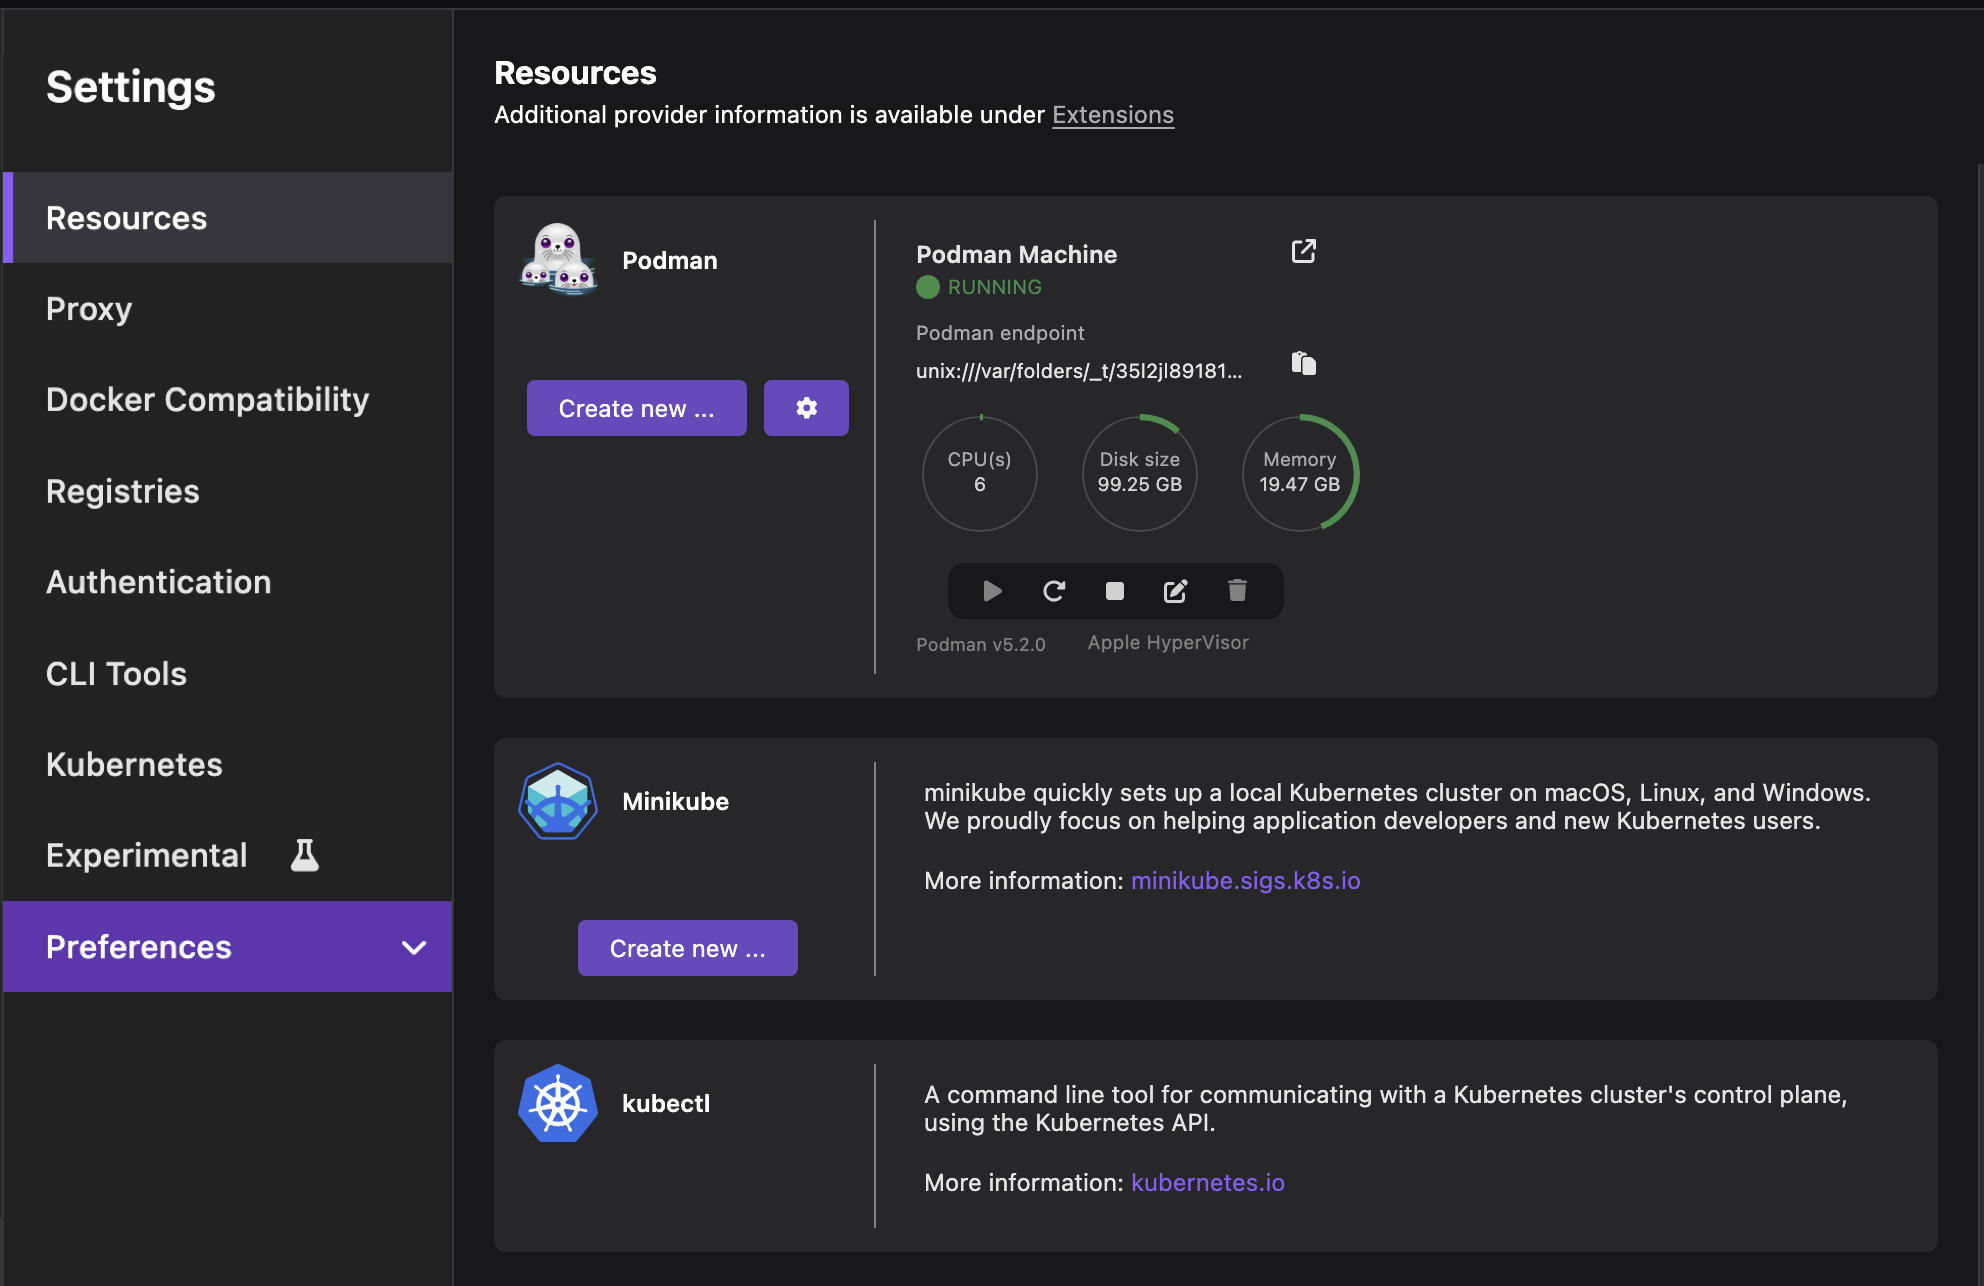 Settings
Resources
Proxy
Docker Compatibility
Registries
Authentication
CLI Tools
Kubernetes
Experimental
Preferences
Resources
Additional provider information is available under Extensions
Podman
Create new ...
Podman Machine
RUNNING
Podman endpoint
unix:///var/folders/_t/35l2jl89181...
CPU(s)
6
Disk size
99.25 GB
Memory
19.47 GB
Podman v5.2.0
Apple HyperVisor
Minikube
Create new ...
minikube quickly sets up a local Kubernetes cluster on macOS, Linux, and Windows.
We proudly focus on helping application developers and new Kubernetes users.
More information: minikube.sigs.k8s.io
kubectl
A command line tool for communicating with a Kubernetes cluster's control plane,
using the Kubernetes API.
More information: kubernetes.io